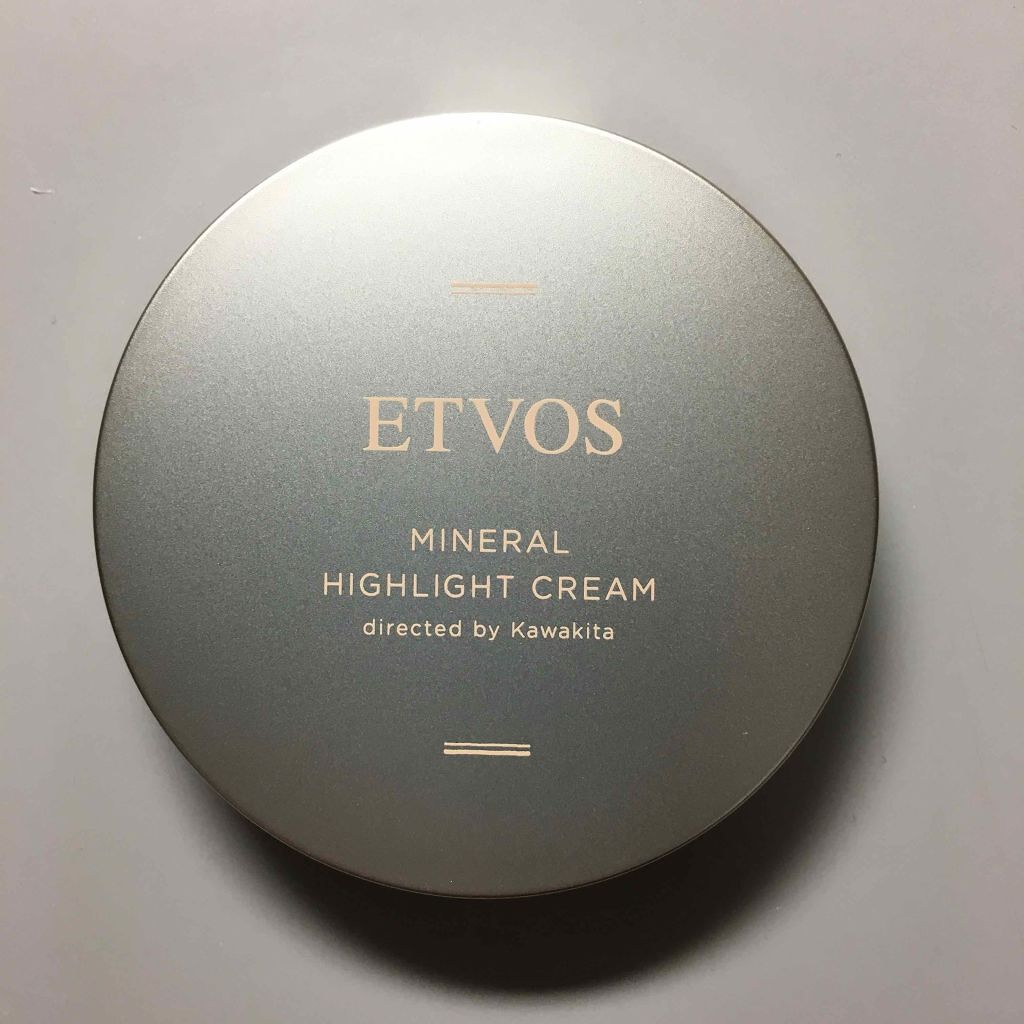 ETVOS
MINERAL
HIGHLIGHT CREAM
directed by Kawakita